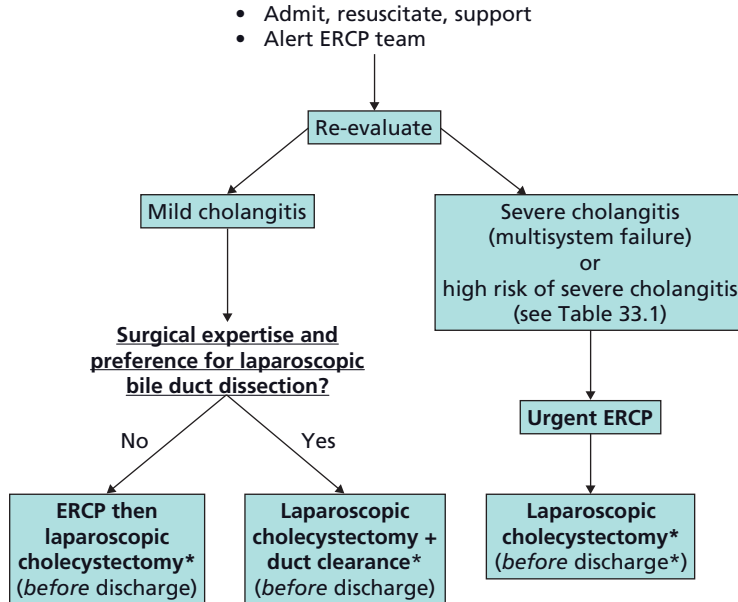 • Admit, resuscitate, support
• Alert ERCP team
Re-evaluate
Mild cholangitis
Severe cholangitis
(multisystem failure)
or
high risk of severe cholangitis
(see Table 33.1)
Surgical expertise and
preference for laparoscopic
bile duct dissection?
Urgent ERCP
No
Yes
ERCP then
laparoscopic
cholecystectomy*
(before discharge)
Laparoscopic
cholecystectomy +
duct clearance*
(before discharge)
Laparoscopic
cholecystectomy*
(before discharge*)